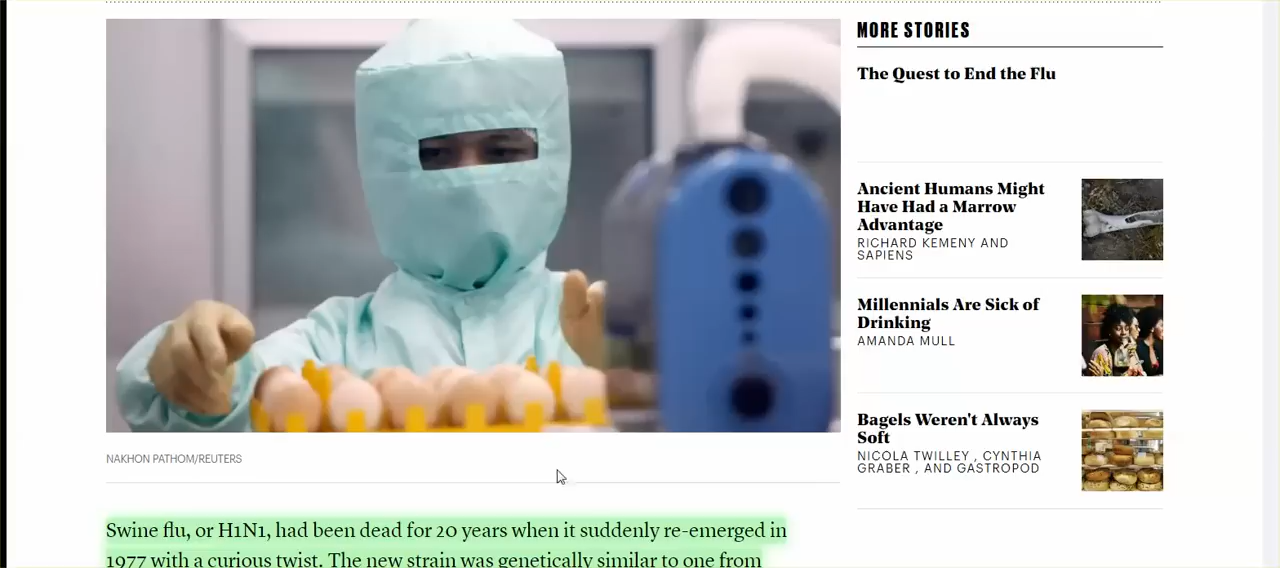 MORE STORIES
The Quest to End the Flu
Ancient Humans Might
Have Had a Marrow
Advantage
RICHARD KEMENY AND
SAPIENS
Millennials Are Sick of
Drinking
AMANDA MULL
Bagels Weren't Always
Soft
NICOLA TWILLEY , CYNTHIA
GRABER , AND GASTROPOD
NAKHON PATHOM/REUTERS
Swine flu, or H1N1, had been dead for 20 years when it suddenly re-emerged in
1977 with a curious twist. The new strain was genetically similar to one from